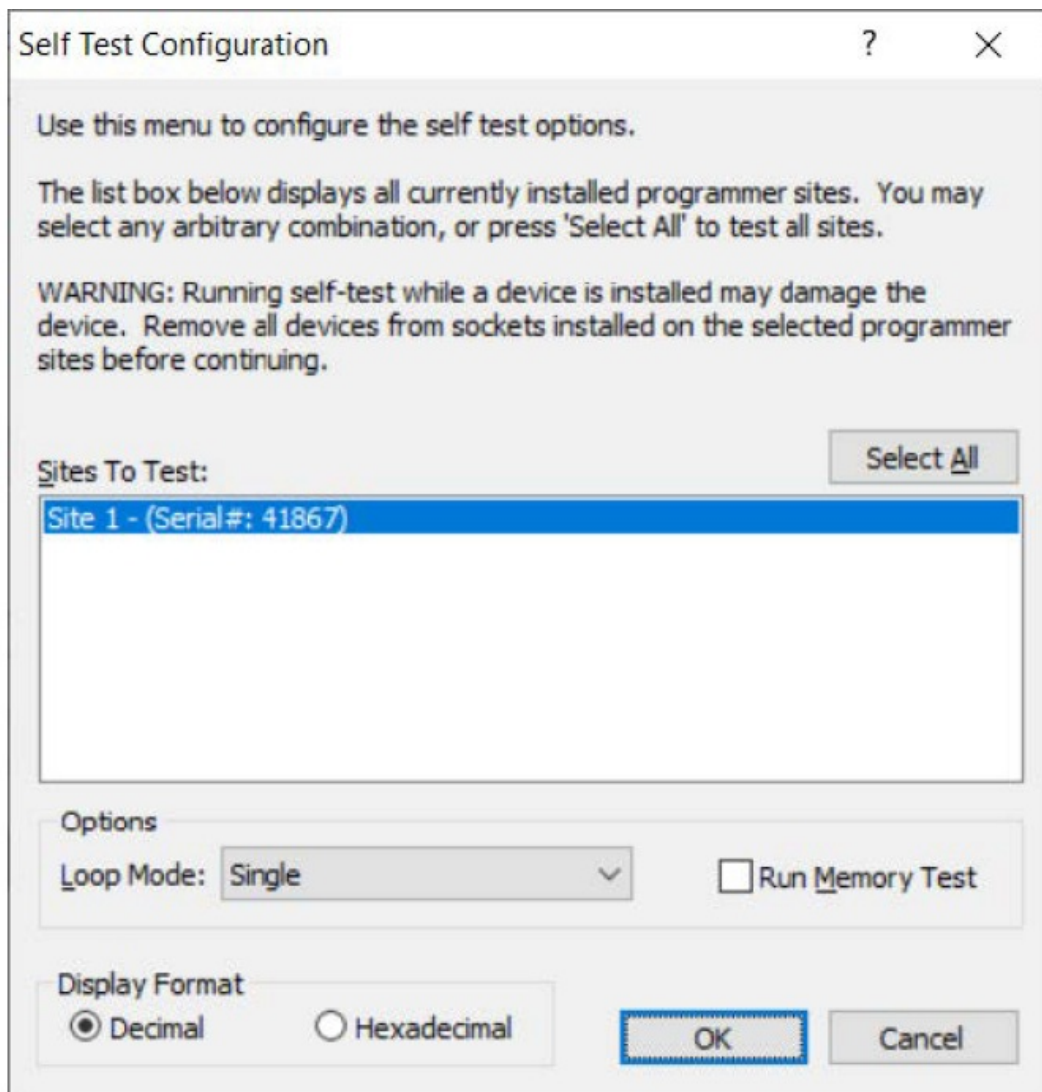 Self Test Configuration
Use this menu to configure the self test options.
The list box below displays all currently installed programmer sites.  You may
select any arbitrary combination, or press 'Select All' to test all sites.
WARNING: Running self-test while a device is installed may damage the
device.  Remove all devices from sockets installed on the selected programmer
sites before continuing.
Select All
Sites To Test:
Site 1 - (Serial#: 41867)
Options
Loop Mode: Single
Run Memory Test
Display Format
Decimal
Hexadecimal
OK
Cancel